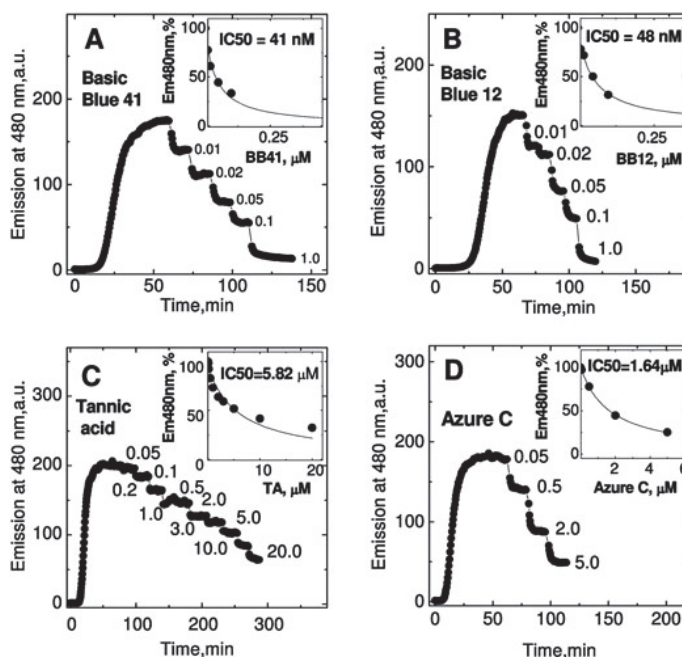 A
Basic
Blue 41
Emission at 480 nm,a.u.
200
100
0
0 50 100 150
Time,min
0.01
0.02
0.05
0.1
1.0
Em480nm,%
100
50
0
IC50 = 41 nM
0.25
BB41, µM
B
Basic
Blue 12
Emission at 480 nm,a.u.
200
100
0
0 50 100 150
Time,min
0.01
0.02
0.05
0.1
1.0
Em480nm,%
100
50
0
IC50 = 48 nM
0.25
BB12, µM
C
Tannic
acid
Emission at 480 nm,a.u.
300
200
100
0
0 100 200 300
Time,min
0.05
0.2 0.1
1.0 0.5
3.0 2.0
10.0 5.0
20.0
Em480nm,%
100
50
0
IC50=5.82 µM
0 10 20
TA, µM
D
Azure C
Emission at 480 nm,a.u.
300
200
100
0
0 50 100 150 200
Time,min
0.05
0.5
2.0
5.0
Em480nm,%
100
50
0
IC50=1.64µM
0 2 4 6
Azure C, µM